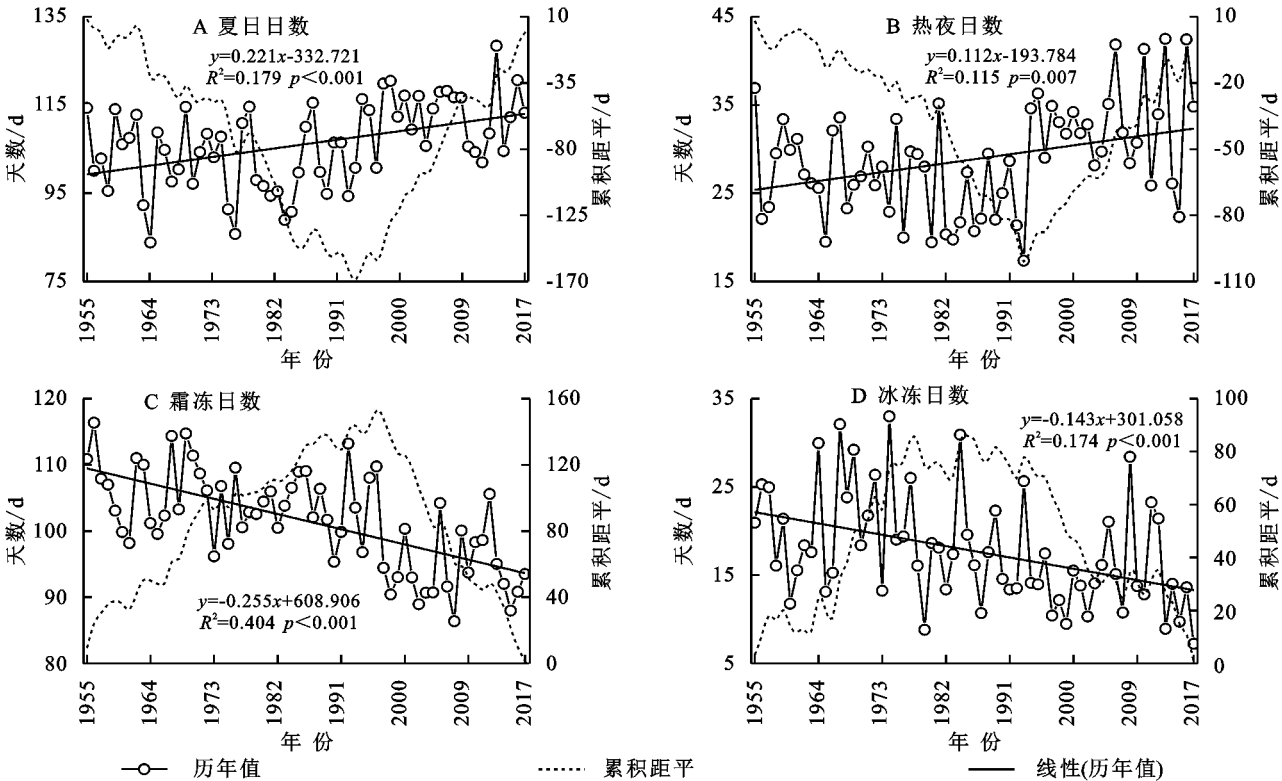 A 夏日日数
y=0.221x-332.721
R²=0.179 p<0.001
天数/d
135
115
95
75
累积距平/d
10
-35
-80
-125
-170
1955 1964 1973 1982 1991 2000 2009 2017
年 份
B 热夜日数
y=0.112x-193.784
R²=0.115 p=0.007
天数/d
45
35
25
15
累积距平/d
10
-20
-50
-80
-110
1955 1964 1973 1982 1991 2000 2009 2017
年 份
C 霜冻日数
y=-0.255x+608.906
R²=0.404 p<0.001
天数/d
120
110
100
90
80
累积距平/d
160
120
80
40
0
1955 1964 1973 1982 1991 2000 2009 2017
年 份
D 冰冻日数
y=-0.143x+301.058
R²=0.174 p<0.001
天数/d
35
25
15
5
累积距平/d
100
80
60
40
20
0
1955 1964 1973 1982 1991 2000 2009 2017
年 份
历年值 累积距平 线性(历年值)